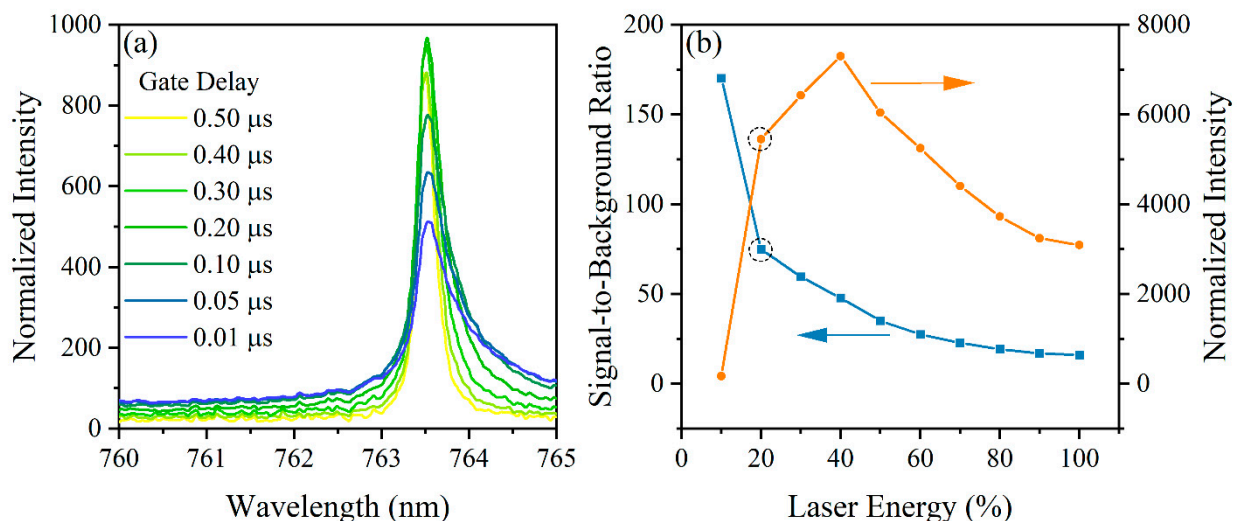 (a)
Gate Delay
0.50 μs
0.40 μs
0.30 μs
0.20 μs
0.10 μs
0.05 μs
0.01 μs
1000
800
600
400
200
0
Normalized Intensity
760 761 762 763 764 765
Wavelength (nm)
(b)
200
150
100
50
0
Signal-to-Background Ratio
8000
6000
4000
2000
0
Normalized Intensity
0 20 40 60 80 100
Laser Energy (%)